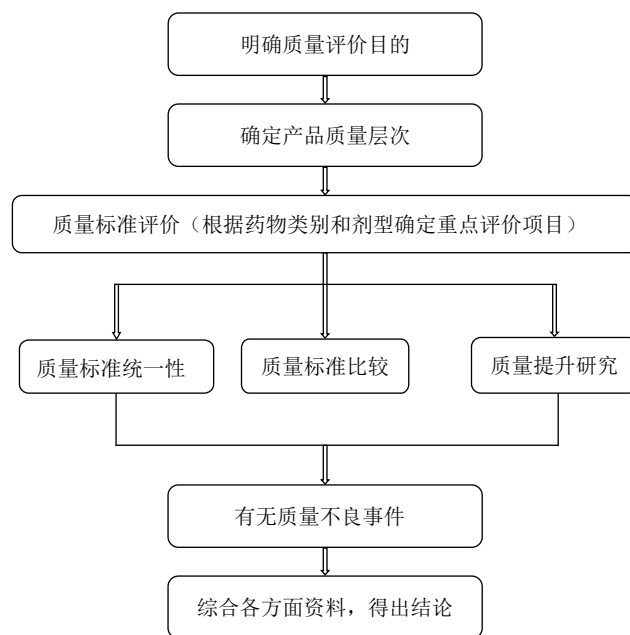 明确质量评价目的
确定产品质量层次
质量标准评价（根据药物类别和剂型确定重点评价项目）
质量标准统一性
质量标准比较
质量提升研究
有无质量不良事件
综合各方面资料，得出结论